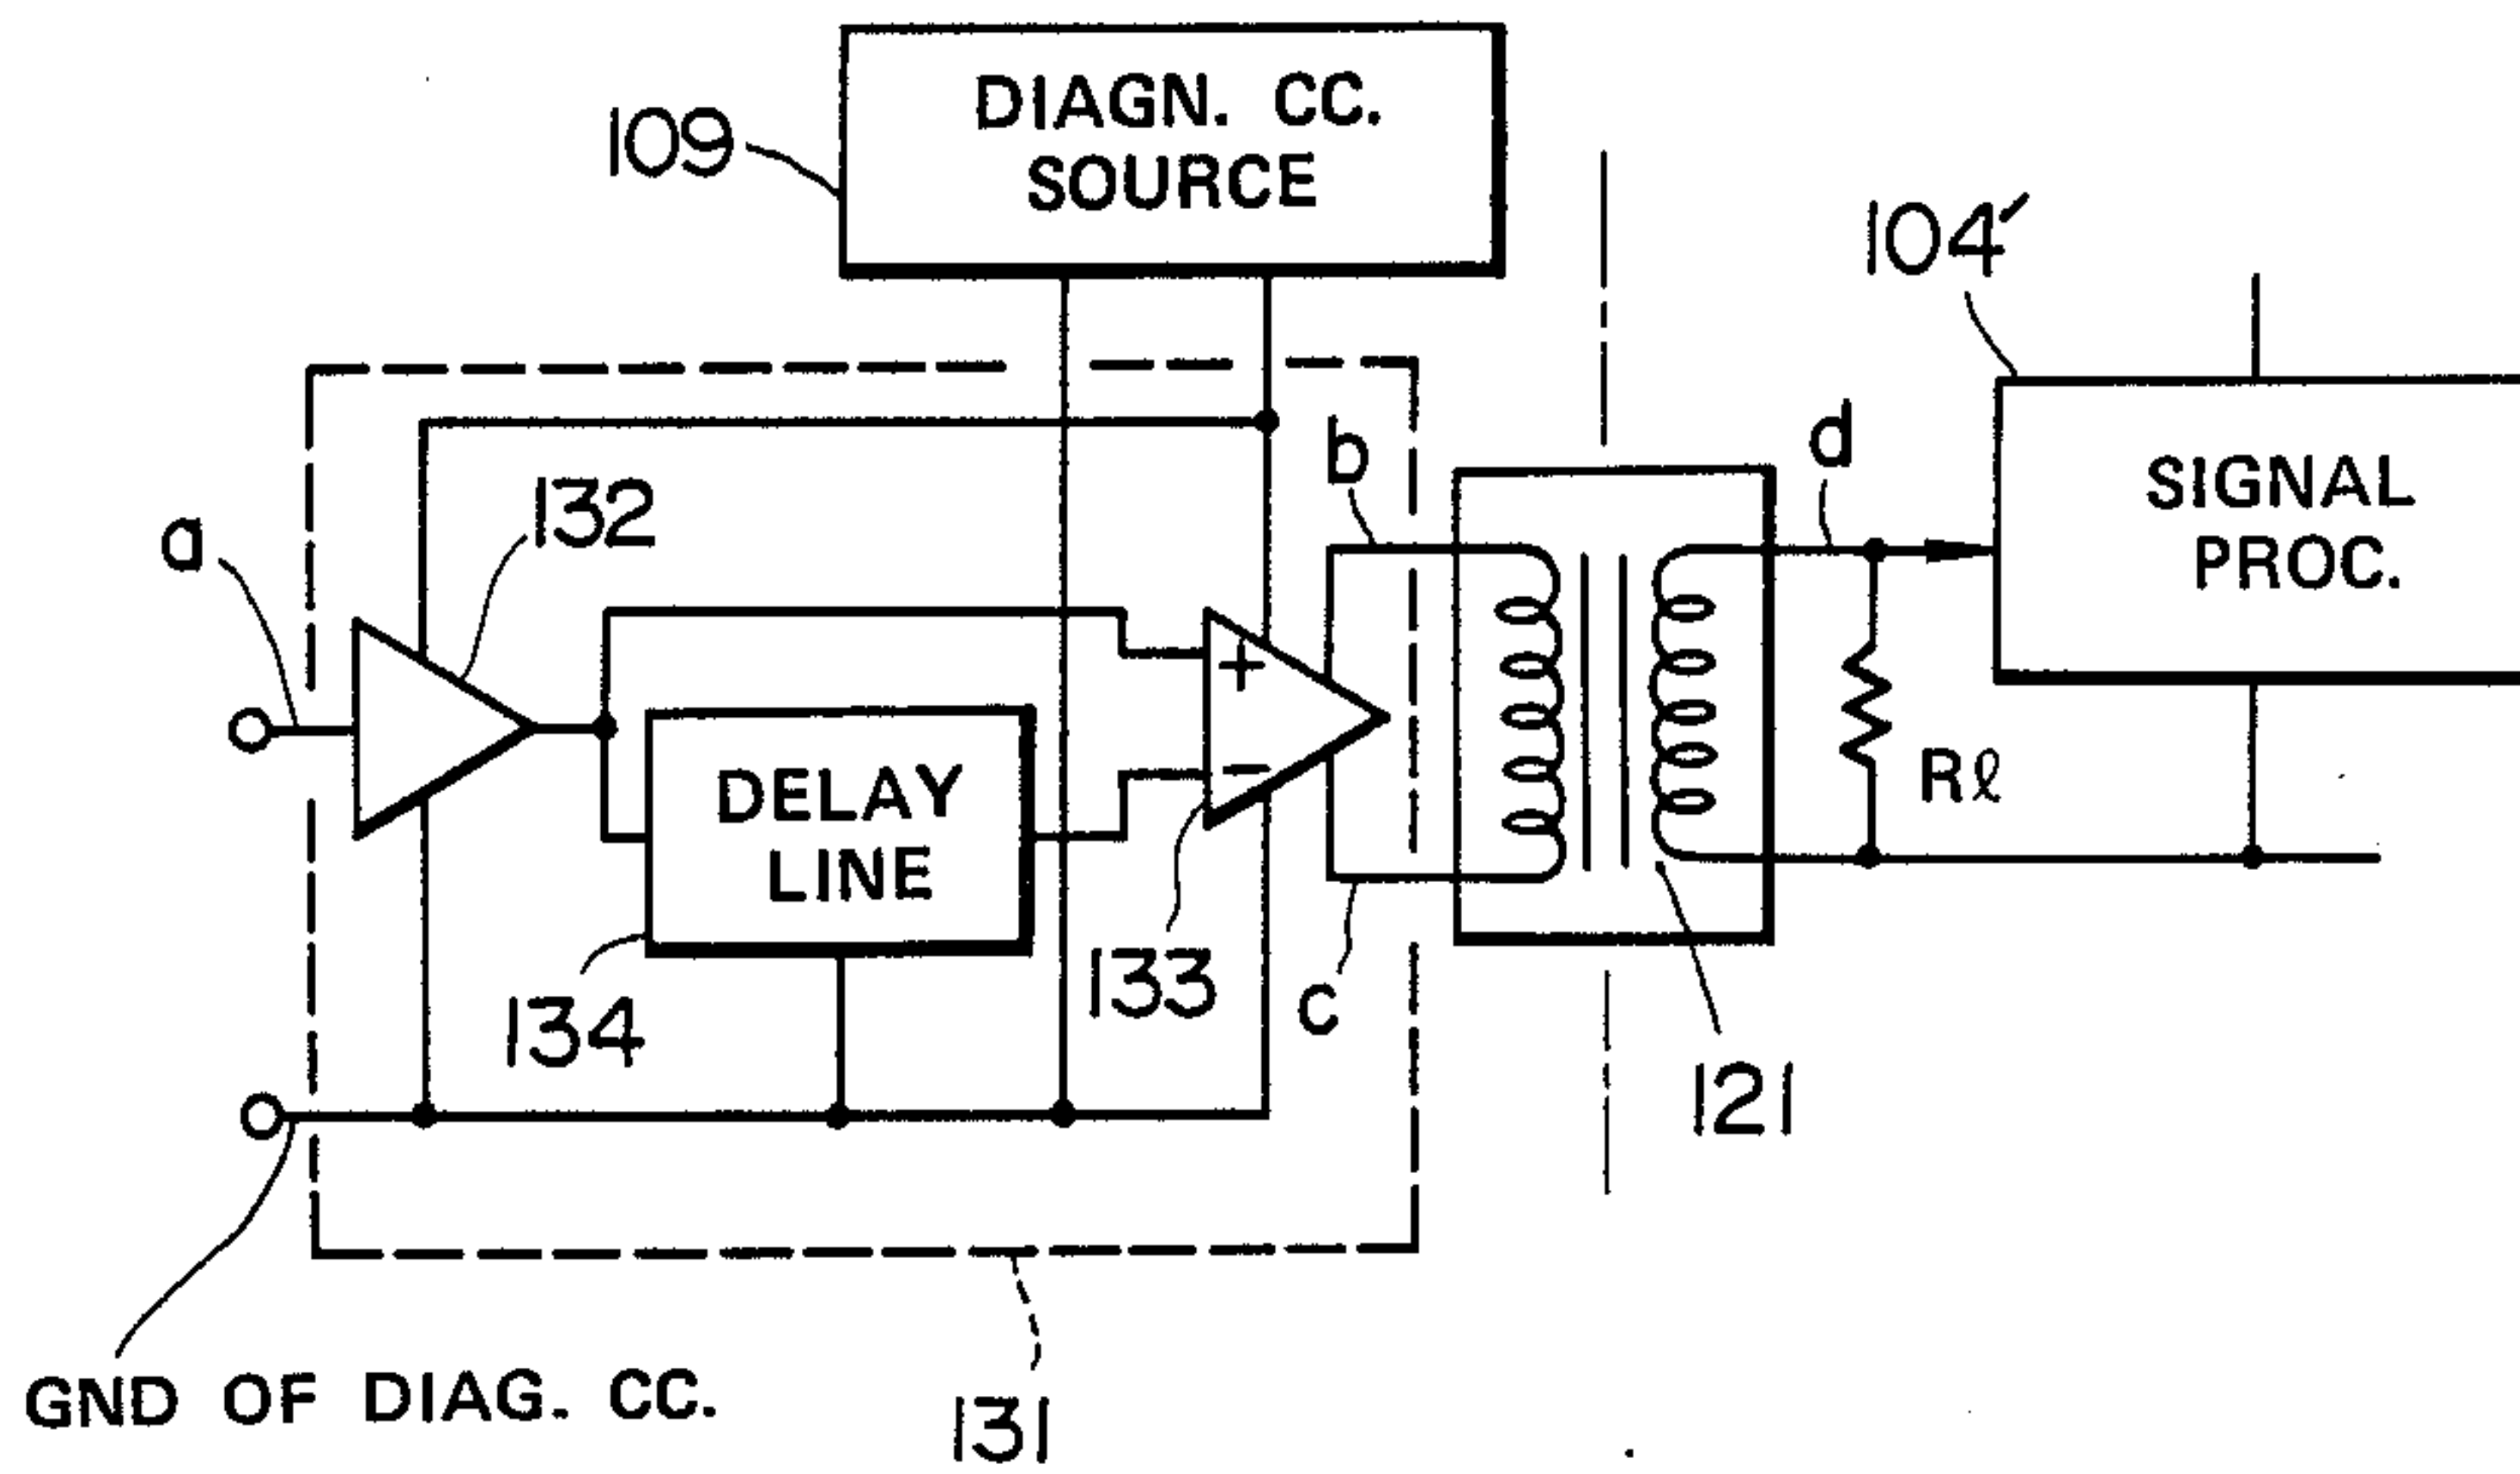 DIAGN. CC.
SOURCE
109
104'
b
d
SIGNAL
PROC.
132
a
+
DELAY
LINE
−
Rℓ
133
c
134
121
GND OF DIAG. CC.
131